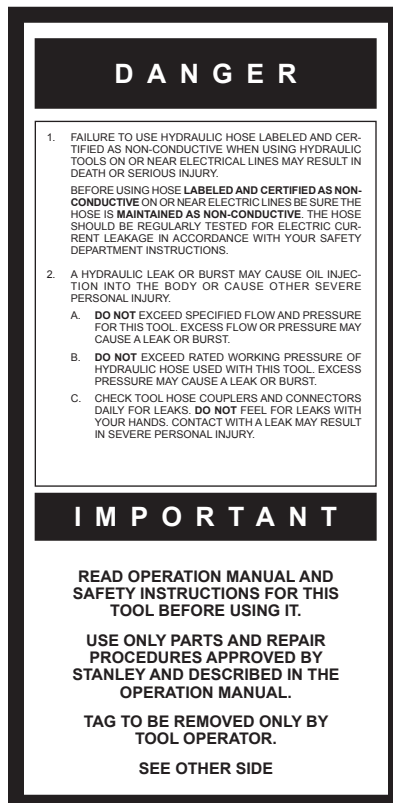 DANGER
1. FAILURE TO USE HYDRAULIC HOSE LABELED AND CER-
TIFIED AS NON-CONDUCTIVE WHEN USING HYDRAULIC
TOOLS ON OR NEAR ELECTRICAL LINES MAY RESULT IN
DEATH OR SERIOUS INJURY.
BEFORE USING HOSE LABELED AND CERTIFIED AS NON-
CONDUCTIVE ON OR NEAR ELECTRIC LINES BE SURE THE
HOSE IS MAINTAINED AS NON-CONDUCTIVE. THE HOSE
SHOULD BE REGULARLY TESTED FOR ELECTRIC CUR-
RENT LEAKAGE IN ACCORDANCE WITH YOUR SAFETY
DEPARTMENT INSTRUCTIONS.
2. A HYDRAULIC LEAK OR BURST MAY CAUSE OIL INJEC-
TION INTO THE BODY OR CAUSE OTHER SEVERE
PERSONAL INJURY.
A. DO NOT EXCEED SPECIFIED FLOW AND PRESSURE
FOR THIS TOOL. EXCESS FLOW OR PRESSURE MAY
CAUSE A LEAK OR BURST.
B. DO NOT EXCEED RATED WORKING PRESSURE OF
HYDRAULIC HOSE USED WITH THIS TOOL. EXCESS
PRESSURE MAY CAUSE A LEAK OR BURST.
C. CHECK TOOL HOSE COUPLERS AND CONNECTORS
DAILY FOR LEAKS. DO NOT FEEL FOR LEAKS WITH
YOUR HANDS. CONTACT WITH A LEAK MAY RESULT
IN SEVERE PERSONAL INJURY.
IMPORTANT
READ OPERATION MANUAL AND
SAFETY INSTRUCTIONS FOR THIS
TOOL BEFORE USING IT.
USE ONLY PARTS AND REPAIR
PROCEDURES APPROVED BY
STANLEY AND DESCRIBED IN THE
OPERATION MANUAL.
TAG TO BE REMOVED ONLY BY
TOOL OPERATOR.
SEE OTHER SIDE